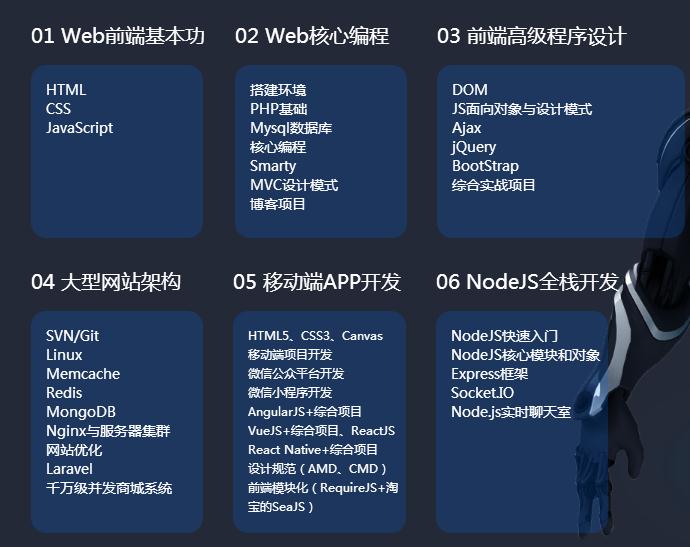 01 Web前端基本功
02 Web核心编程
03 前端高级程序设计
HTML
CSS
JavaScript
搭建环境
PHP基础
Mysql数据库
核心编程
Smarty
MVC设计模式
博客项目
DOM
JS面向对象与设计模式
Ajax
jQuery
BootStrap
综合实战项目
04 大型网站架构
05 移动端APP开发
06 NodeJS全栈开发
SVN/Git
Linux
Memcache
Redis
MongoDB
Nginx与服务器集群
网站优化
Laravel
千万级并发商城系统
HTML5、CSS3、Canvas
移动端项目开发
微信公众平台开发
微信小程序开发
AngularJS+综合项目
VueJS+综合项目、ReactJS
React Native+综合项目
设计规范（AMD、CMD）
前端模块化（RequireJS+淘
宝的SeaJS）
NodeJS快速入门
NodeJS核心模块和对象
Express框架
Socket.IO
Node.js实时聊天室